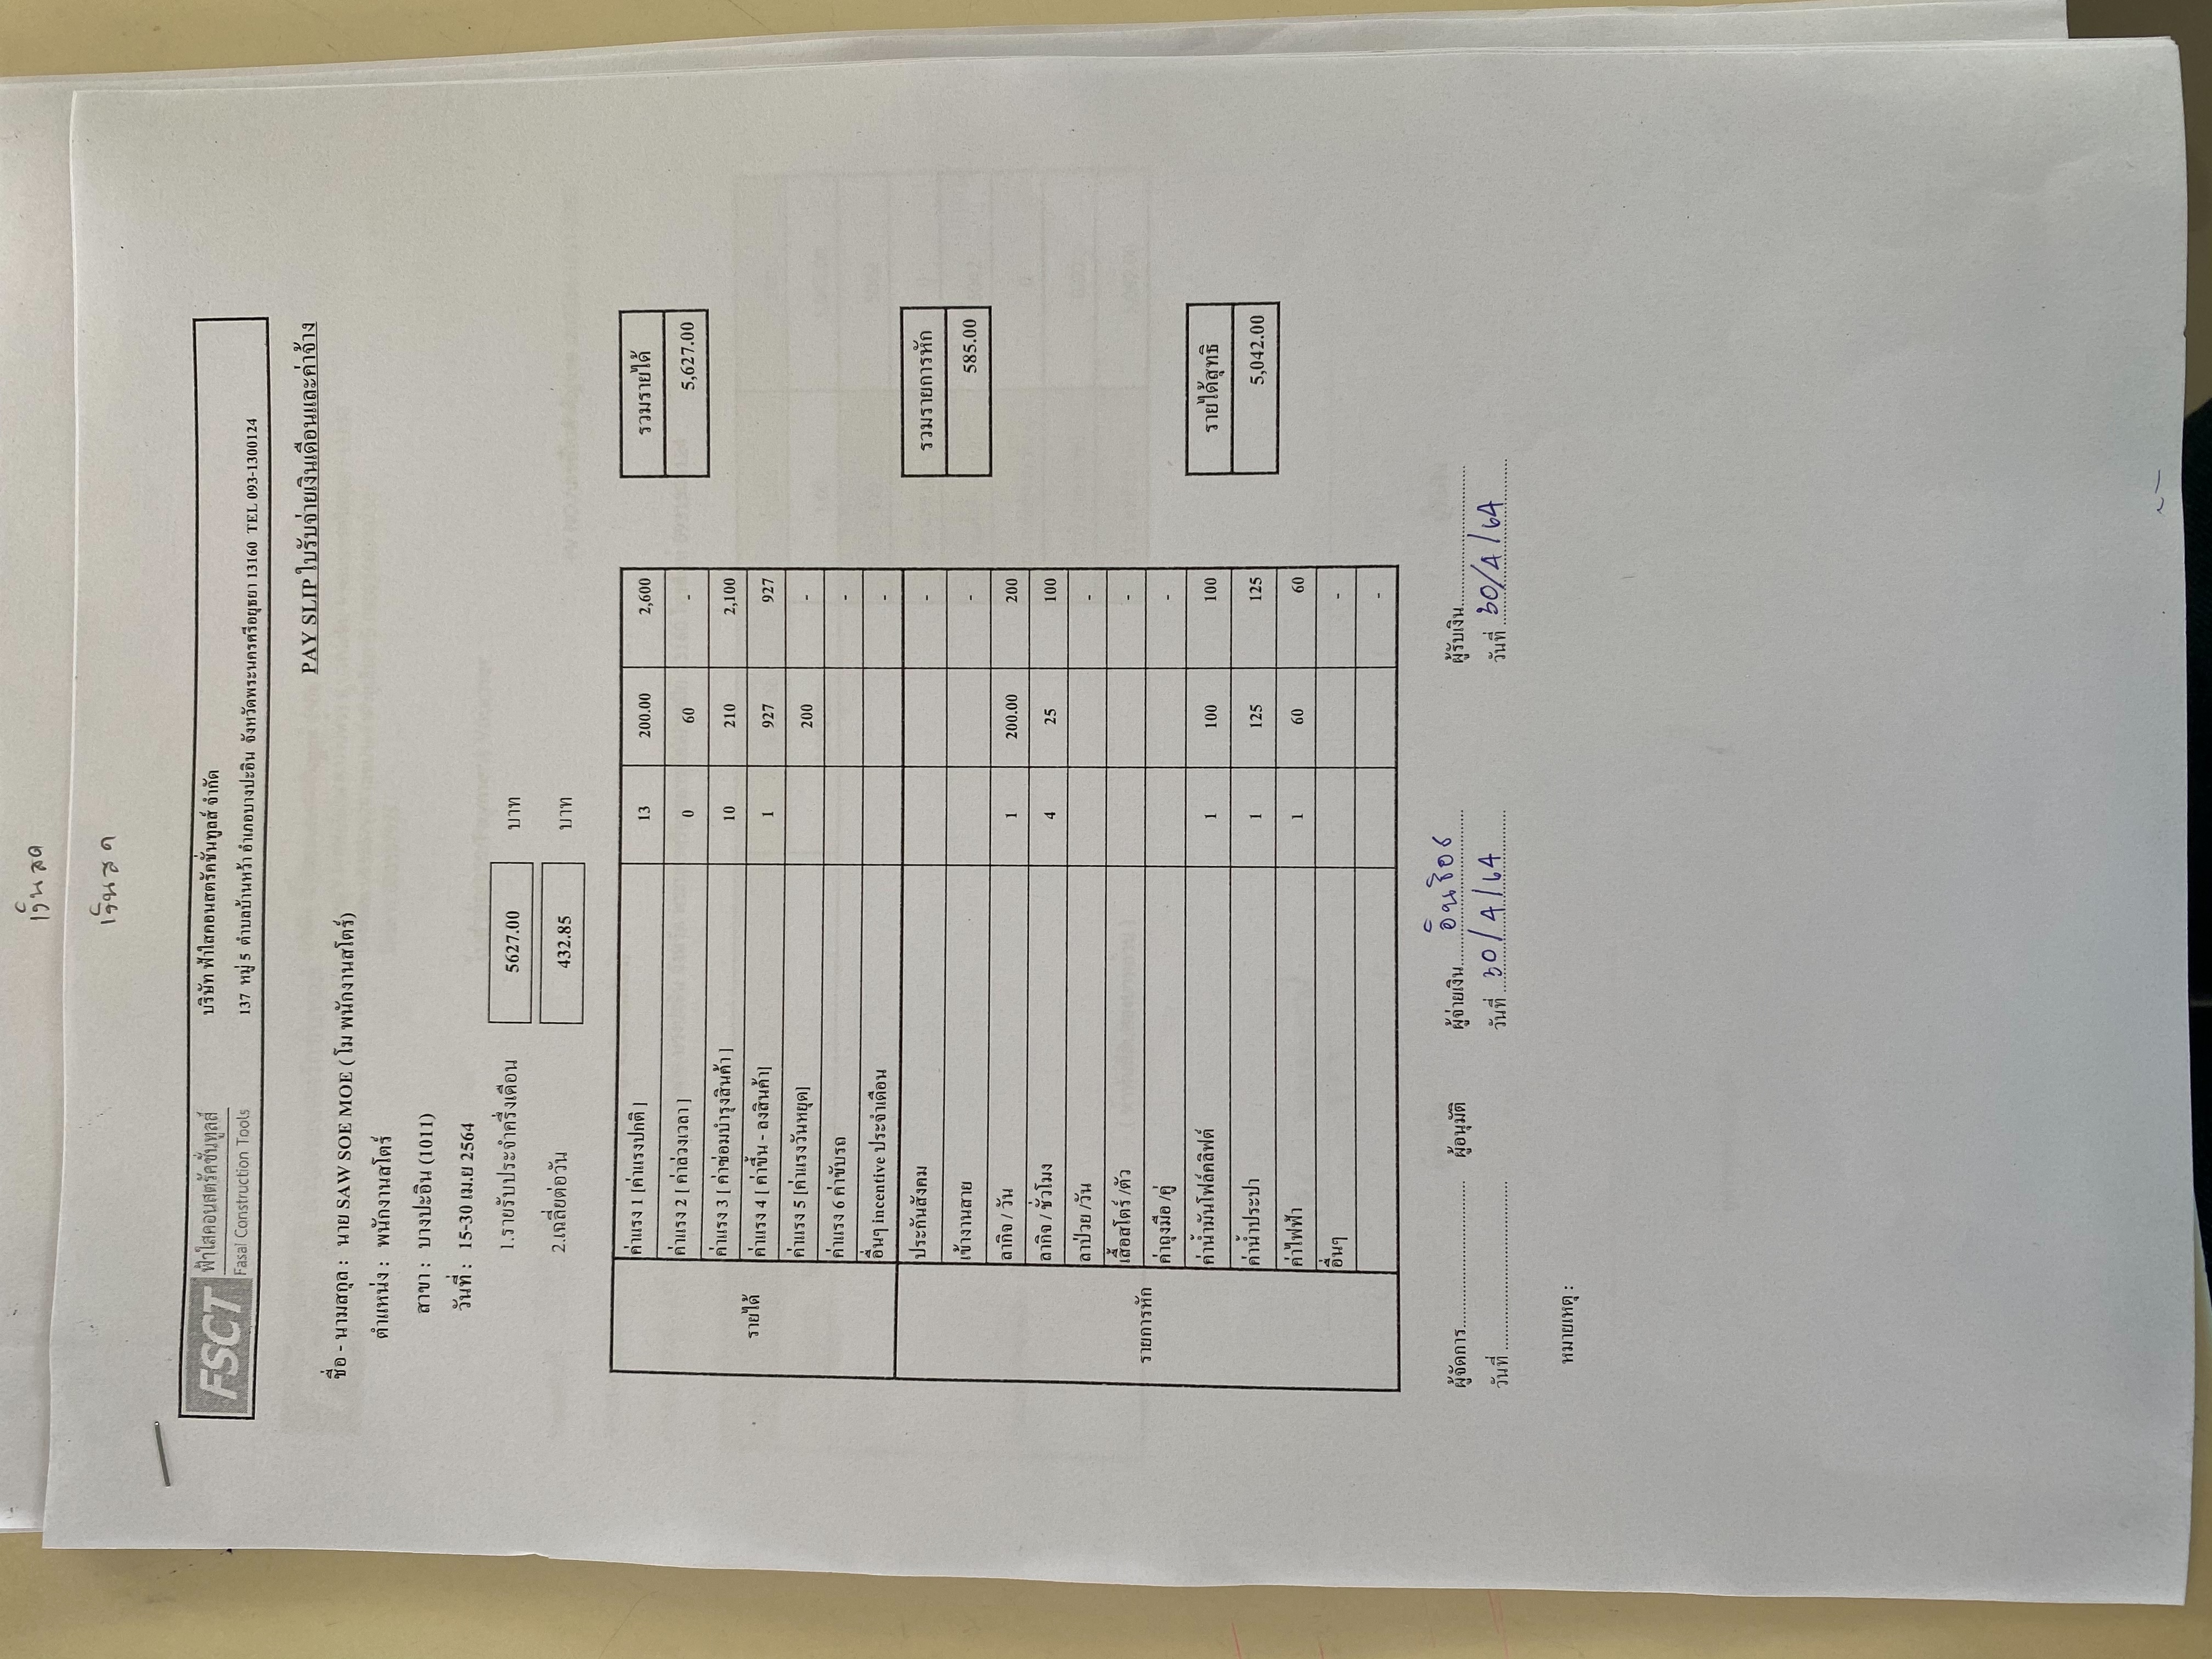 เงินสด
เงินสด
FSCT ฟ้าใสคอนสตรัคชั่นทูลส์
Fasai Construction Tools
บริษัท ฟ้าใสคอนสตรัคชั่นทูลส์ จำกัด
137 หมู่ 5 ตำบลบ้านหว้า อำเภอบางปะอิน จังหวัดพระนครศรีอยุธยา 13160 TEL 093-1300124
PAY SLIP ใบรับจ่ายเงินเดือนและค่าจ้าง
ชื่อ - นามสกุล : นาย SAW SOE MOE ( โม พนักงานสโตร์)
ตำแหน่ง : พนักงานสโตร์
สาขา : บางปะอิน (1011)
วันที่ : 15-30 เม.ย 2564
1.รายรับประจำครึ่งเดือน 5627.00 บาท
2.เฉลี่ยต่อวัน 432.85 บาท
รายได้
ค่าแรง 1 [ค่าแรงปกติ ] 13 200.00 2,600
ค่าแรง 2 [ ค่าล่วงเวลา ] 0 60 -
ค่าแรง 3 [ ค่าซ่อมบำรุงสินค้า ] 10 210 2,100
ค่าแรง 4 [ ค่าขึ้น - ลงสินค้า] 1 927 927
ค่าแรง 5 [ค่าแรงวันหยุด] 200 -
ค่าแรง 6 ค่าขับรถ -
อื่นๆ incentive ประจำเดือน -
รวมรายได้
5,627.00
รายการหัก
ประกันสังคม -
เข้างานสาย -
ลากิจ / วัน 1 200.00 200
ลากิจ / ชั่วโมง 4 25 100
ลาป่วย /วัน -
เสื้อสโตร์ /ตัว -
ค่าถุงมือ /คู่ -
ค่าน้ำมันโฟล์คลิฟต์ 1 100 100
ค่าน้ำประปา 1 125 125
ค่าไฟฟ้า 1 60 60
อื่นๆ -
-
รวมรายการหัก
585.00
รายได้สุทธิ
5,042.00
ผู้จัดการ.................................. ผู้อนุมัติ ผู้จ่ายเงิน.................................. ผู้รับเงิน..................................
วันที่ .................................. วันที่ 30/4/64 วันที่ 30/4/64
หมายเหตุ :